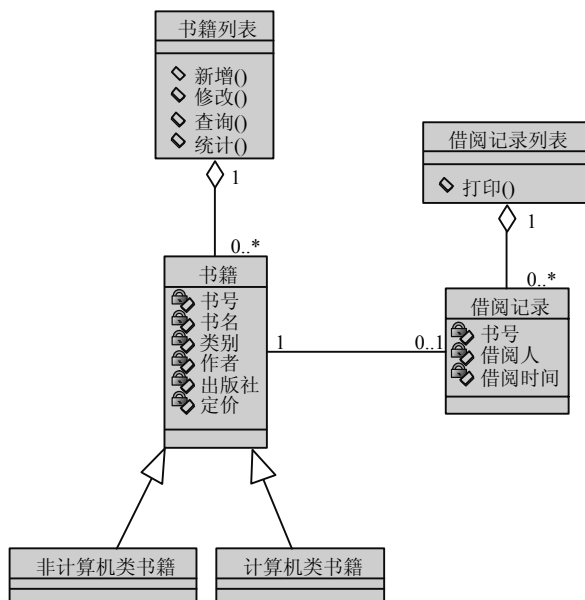 书籍列表
新增()
修改()
查询()
统计()
1
0..*
借阅记录列表
打印()
1
0..*
书籍
书号
书名
类别
作者
出版社
定价
1
0..1
借阅记录
书号
借阅人
借阅时间
非计算机类书籍
计算机类书籍